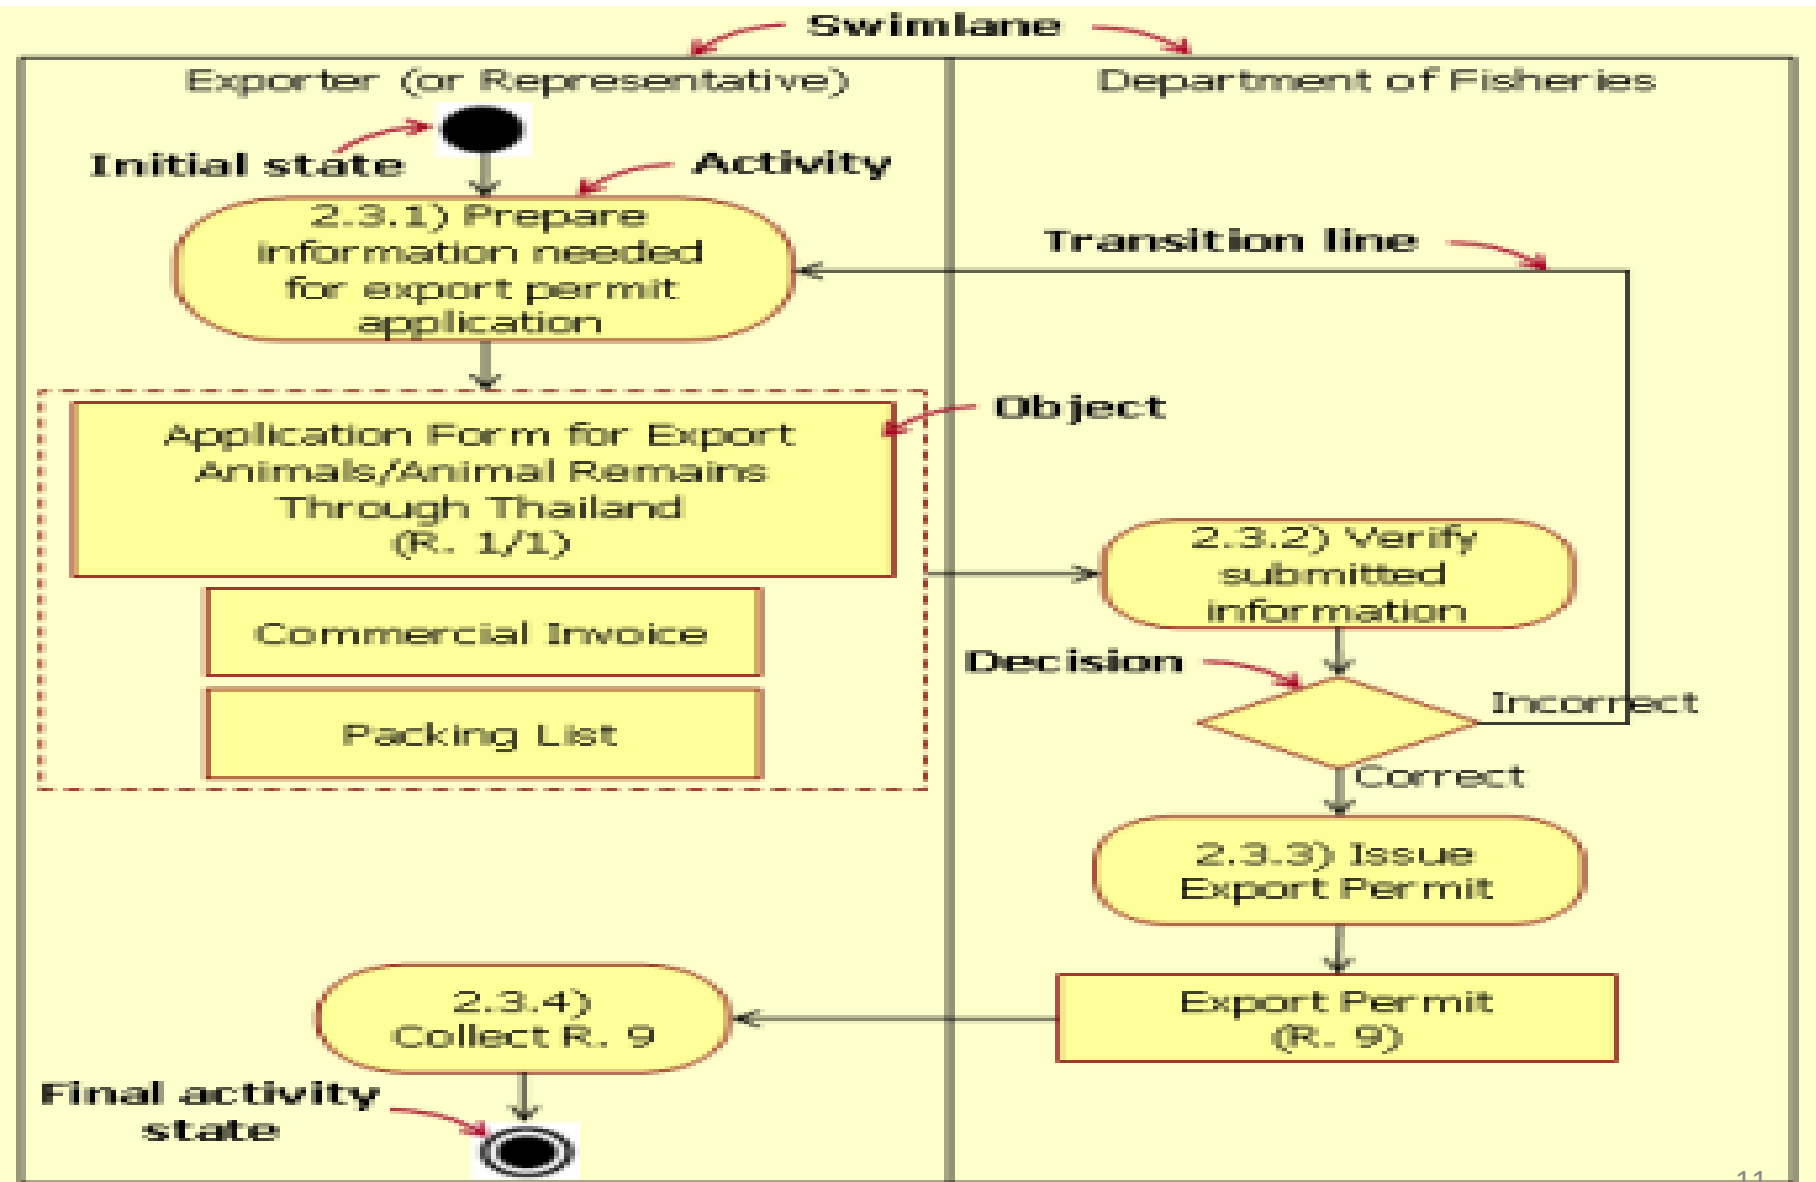 Swimlane
Exporter (or Representative)
Department of Fisheries
Initial state
Activity
2.3.1) Prepare
information needed
for export permit
application
Transition line
Object
Application Form for Export
Animals/Animal Remains
Through Thailand
(R. 1/1)
Commercial Invoice
Packing List
2.3.2) Verify
submitted
information
Decision
Incorrect
Correct
2.3.3) Issue
Export Permit
Export Permit
(R. 9)
2.3.4)
Collect R. 9
Final activity
state
11